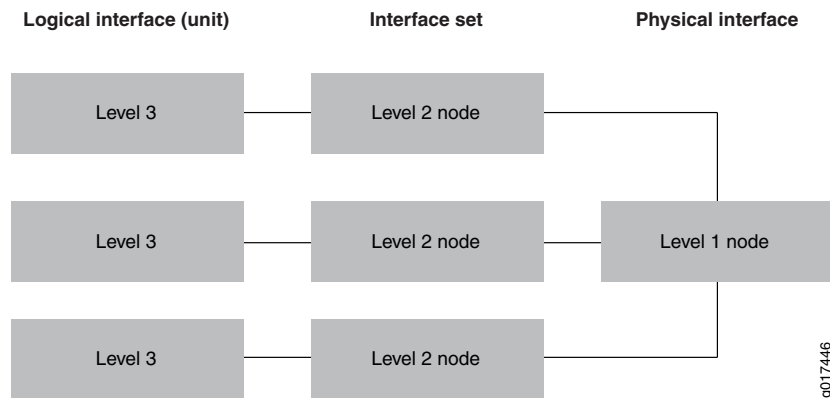 Logical interface (unit) Interface set Physical interface
Level 3 Level 2 node
Level 3 Level 2 node Level 1 node
Level 3 Level 2 node
g017446